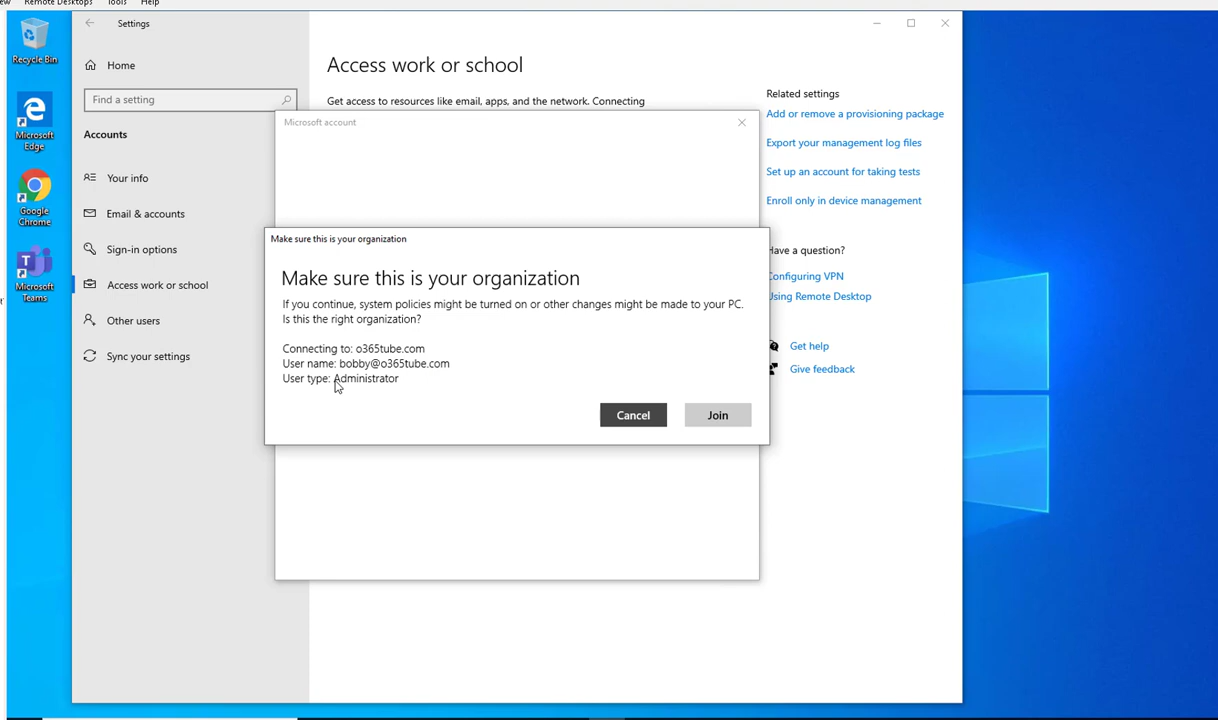 Remote Desktops Tools Help
Recycle Bin
Microsoft
Edge
Google
Chrome
Microsoft
Teams
Settings
Home
Find a setting
Accounts
Your info
Email & accounts
Sign-in options
Access work or school
Other users
Sync your settings
Access work or school
Get access to resources like email, apps, and the network. Connecting
Microsoft account
Make sure this is your organization
Make sure this is your organization
If you continue, system policies might be turned on or other changes might be made to your PC.
Is this the right organization?
Connecting to: o365tube.com
User name: bobby@o365tube.com
User type: Administrator
Cancel
Join
Related settings
Add or remove a provisioning package
Export your management log files
Set up an account for taking tests
Enroll only in device management
ave a question?
onfiguring VPN
sing Remote Desktop
Get help
Give feedback